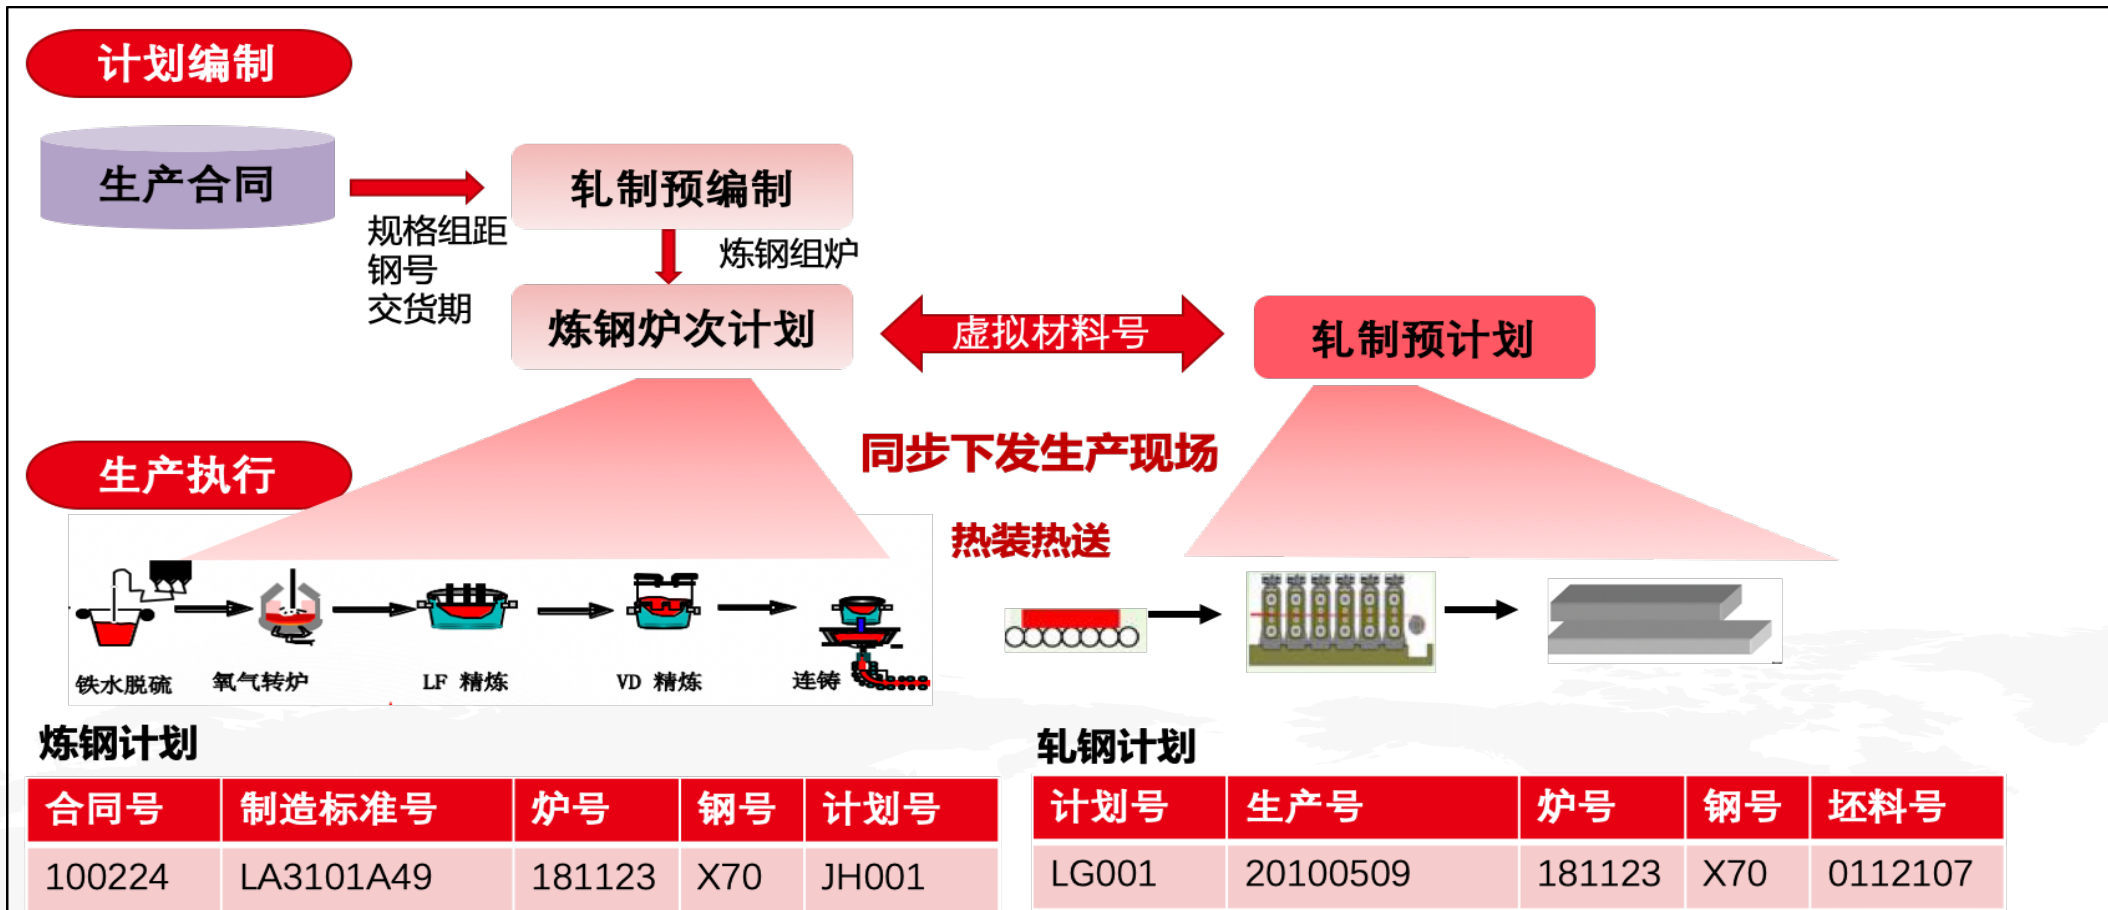 计划编制
生产合同
轧制预编制
规格组距
钢号
交货期
炼钢组炉
炼钢炉次计划
虚拟材料号
轧制预计划
同步下发生产现场
生产执行
热装热送
铁水脱硫
氧气转炉
LF 精炼
VD 精炼
连铸
炼钢计划
合同号 制造标准号 炉号 钢号 计划号
100224 LA3101A49 181123 X70 JH001
轧钢计划
计划号 生产号 炉号 钢号 坯料号
LG001 20100509 181123 X70 0112107